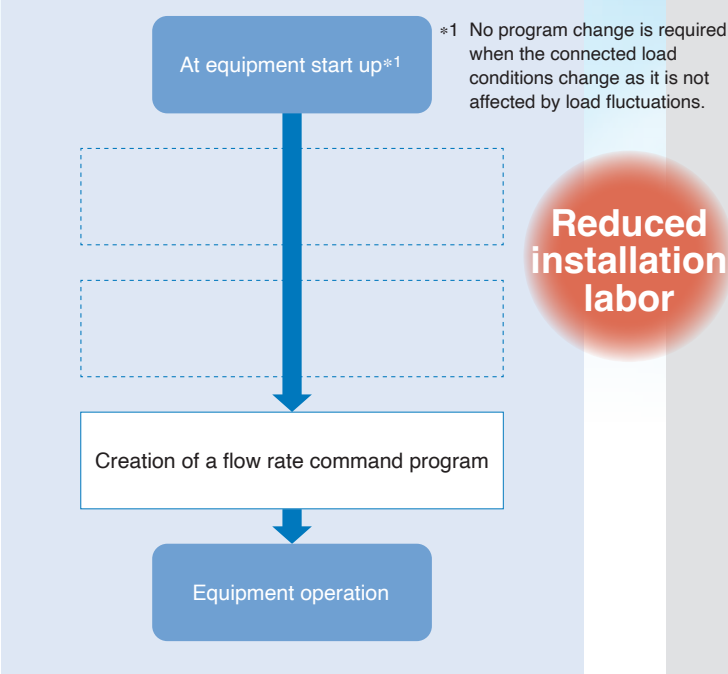 At equipment start up*1
*1 No program change is required
when the connected load
conditions change as it is not
affected by load fluctuations.
Reduced
installation
labor
Creation of a flow rate command program
Equipment operation